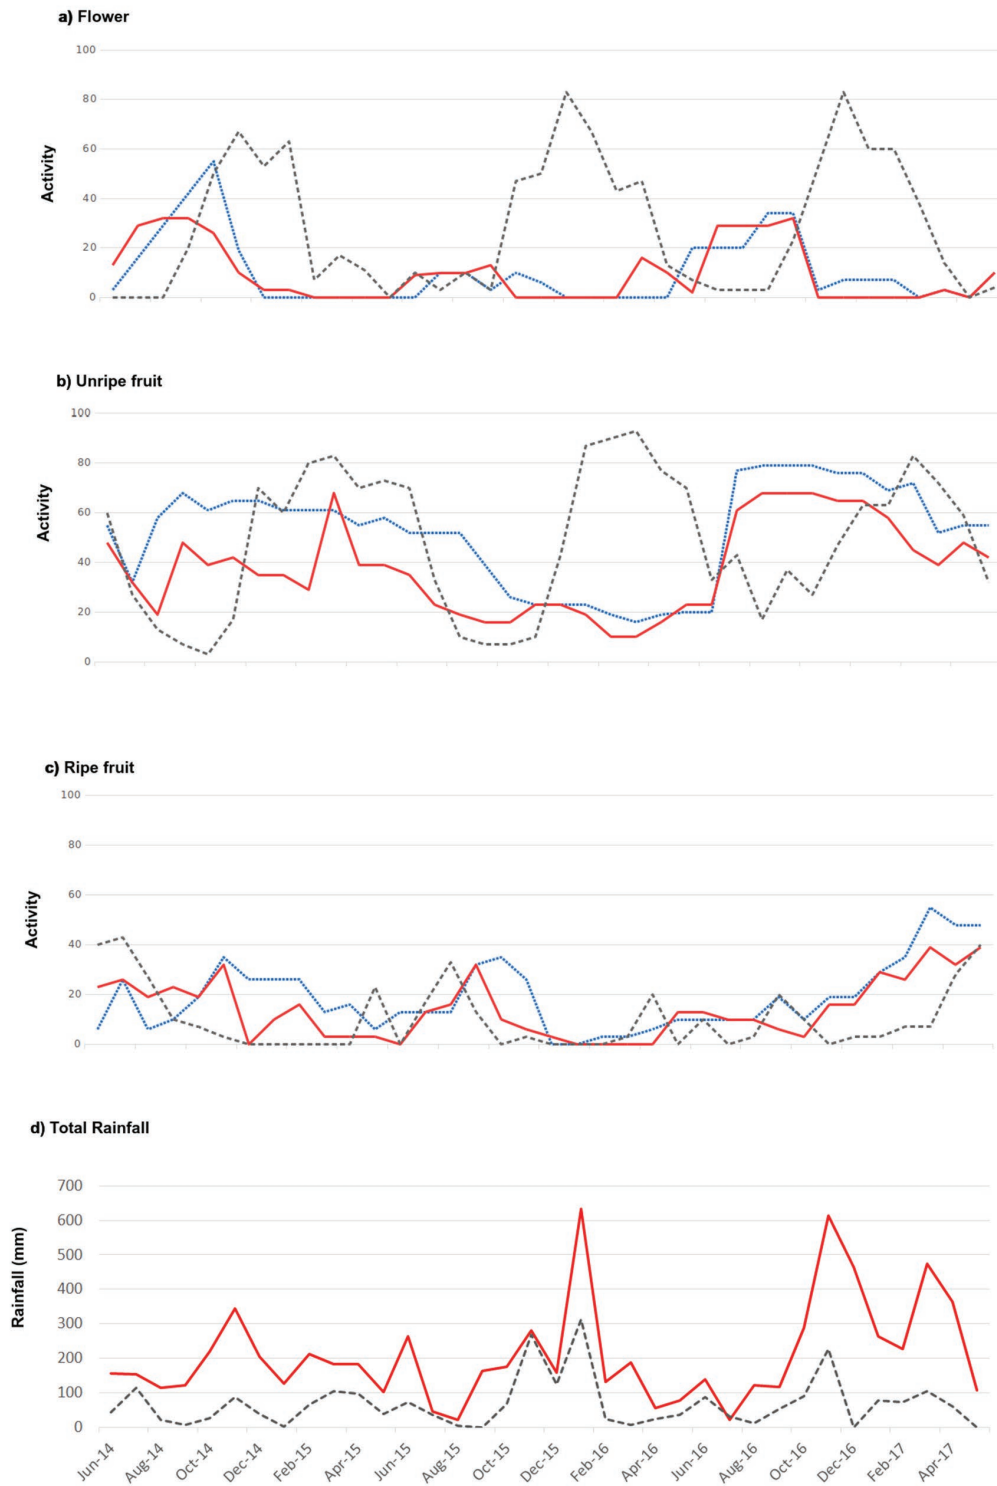 a) Flower
100
80
60
40
20
0
Activity
b) Unripe fruit
100
80
60
40
20
0
Activity
c) Ripe fruit
100
80
60
40
20
0
Activity
d) Total Rainfall
700
600
500
400
300
200
100
0
Rainfall (mm)
Jun-14
Aug-14
Oct-14
Dec-14
Feb-15
Apr-15
Jun-15
Aug-15
Oct-15
Dec-15
Feb-16
Apr-16
Jun-16
Aug-16
Oct-16
Dec-16
Feb-17
Apr-17